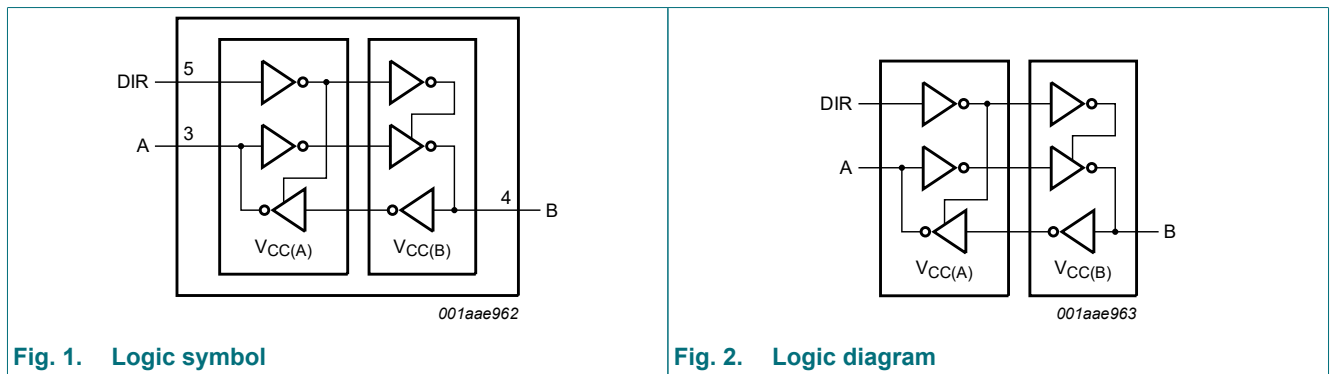 DIR
5
A
3
4
B
VCC(A)
VCC(B)
001aae962
Fig. 1. Logic symbol
DIR
A
B
VCC(A)
VCC(B)
001aae963
Fig. 2. Logic diagram